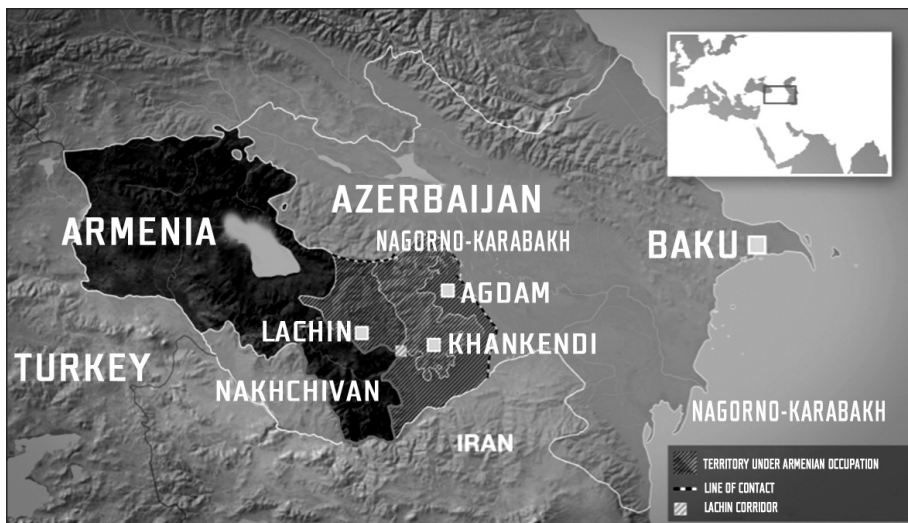 AZERBAIJAN
ARMENIA
NAGORNO-KARABAKH
BAKU
AGDAM
LACHIN
KHANKENDI
TURKEY
NAKHCHIVAN
NAGORNO-KARABAKH
IRAN
TERRITORY UNDER ARMENIAN OCCUPATION
LINE OF CONTACT
LACHIN CORRIDOR